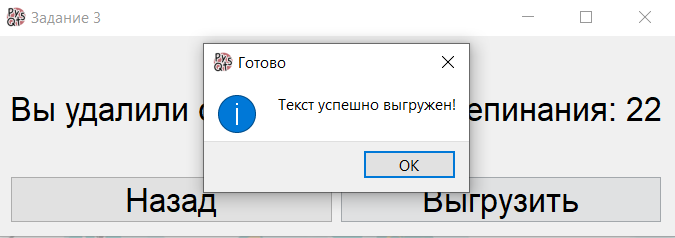 Задание 3
Готово
Текст успешно выгружен!
Вы удалили
епинания: 22
OK
Назад
Выгрузить